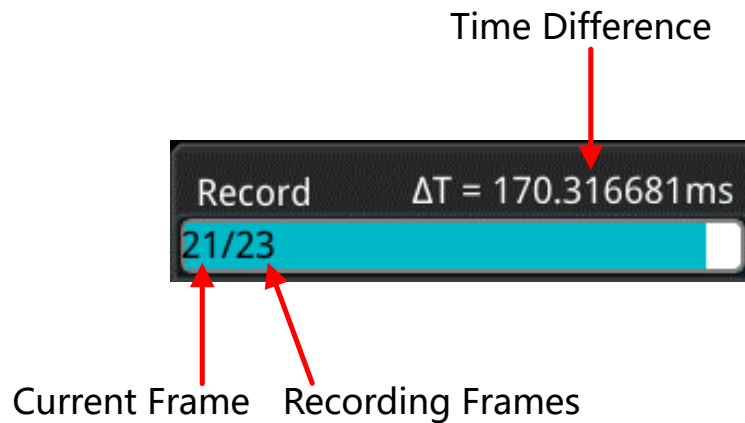 Time Difference
Record ΔT = 170.316681ms
21/23
Current Frame Recording Frames